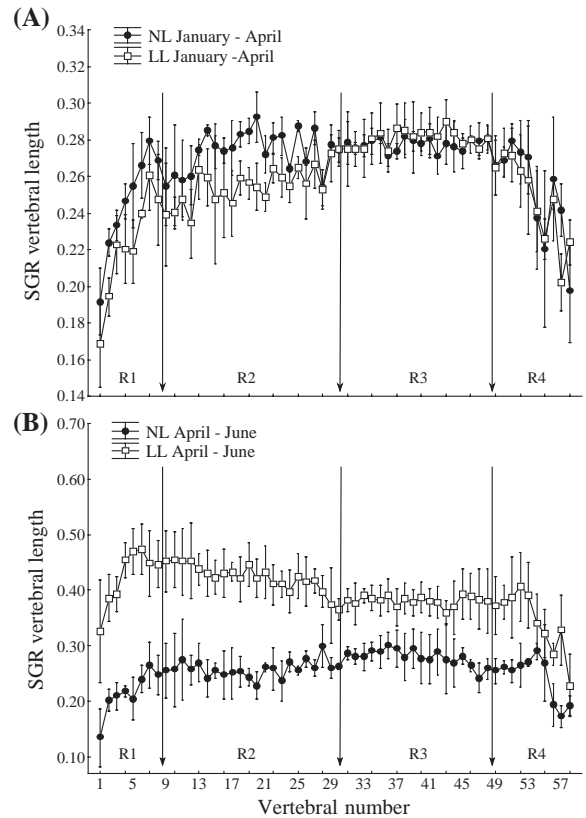 (A)
NL January - April
LL January -April
SGR vertebral length
0.34
0.32
0.30
0.28
0.26
0.24
0.22
0.20
0.18
0.16
0.14
R1 R2 R3 R4
(B)
NL April - June
LL April - June
SGR vertebral length
0.70
0.60
0.50
0.40
0.30
0.20
0.10
R1 R2 R3 R4
1 5 9 13 17 21 25 29 33 37 41 45 49 53 57
Vertebral number